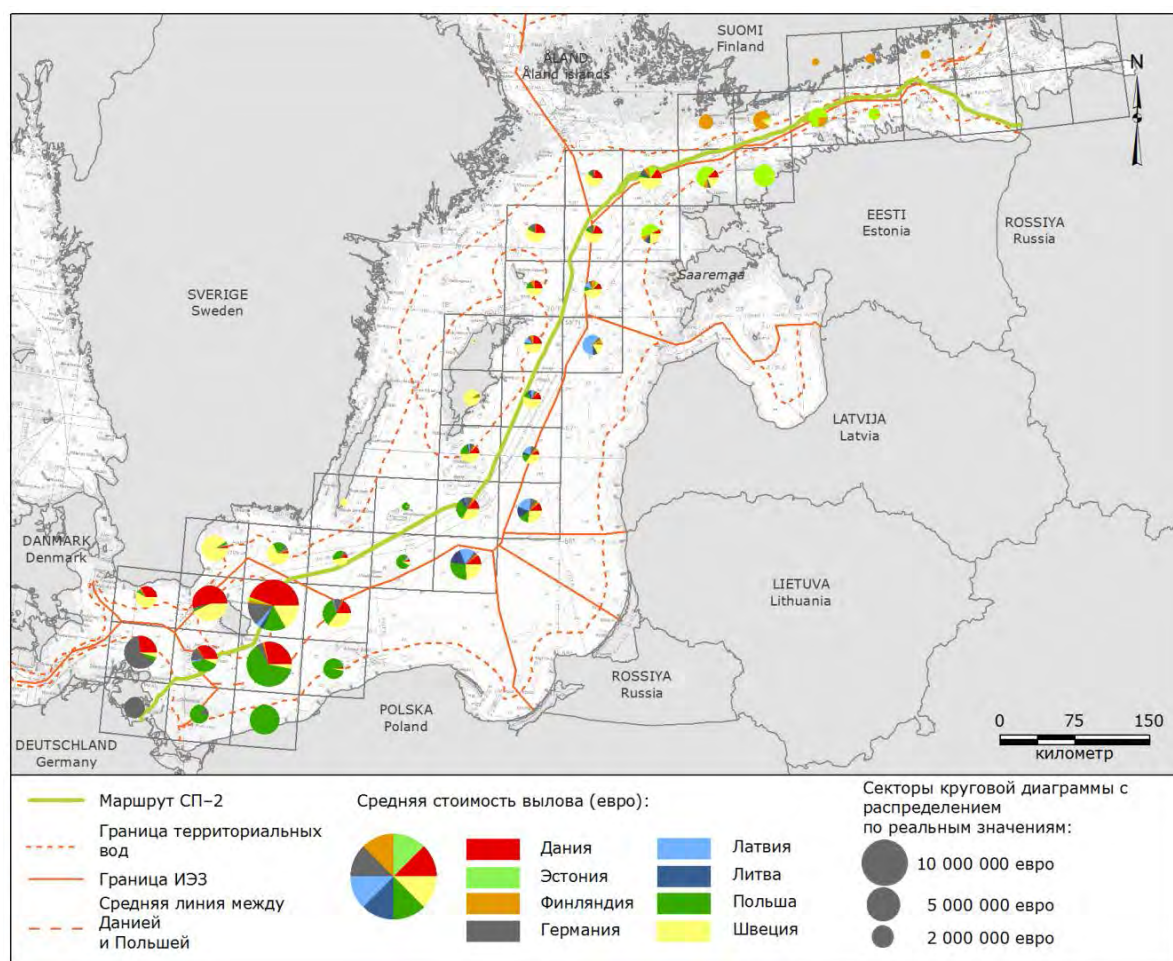 SUOMI
Finland
ÅLAND
Åland islands
N
EESTI
Estonia
ROSSIYA
Russia
Saaremaa
SVERIGE
Sweden
LATVIJA
Latvia
DANMARK
Denmark
LIETUVA
Lithuania
ROSSIYA
Russia
POLSKA
Poland
DEUTSCHLAND
Germany
0 75 150
километр
Маршрут СП–2
Граница территориальных
вод
Граница ИЭЗ
Средняя линия между
Данией
и Польшей
Средняя стоимость вылова (евро):
Дания
Эстония
Финляндия
Германия
Латвия
Литва
Польша
Швеция
Секторы круговой диаграммы с
распределением
по реальным значениям:
10 000 000 евро
5 000 000 евро
2 000 000 евро